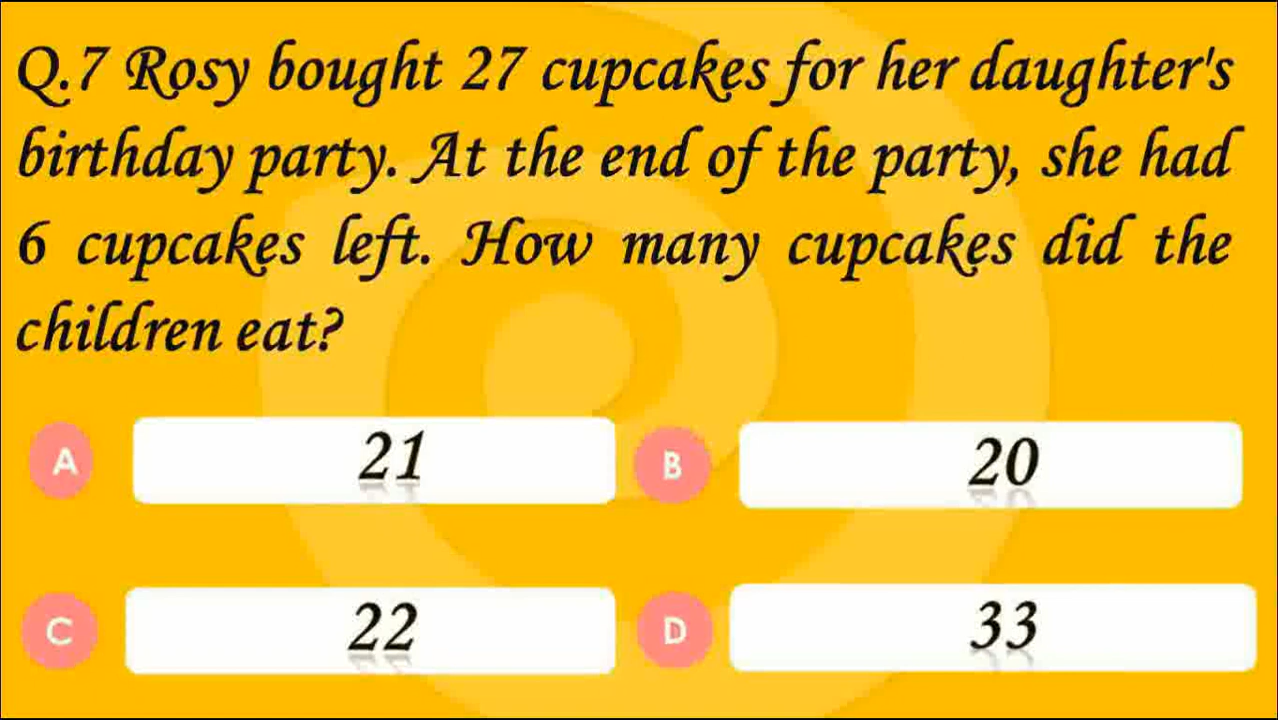 Q.7 Rosy bought 27 cupcakes for her daughter's
birthday party. At the end of the party, she had
6 cupcakes left. How many cupcakes did the
children eat?
A 21 B 20
C 22 D 33